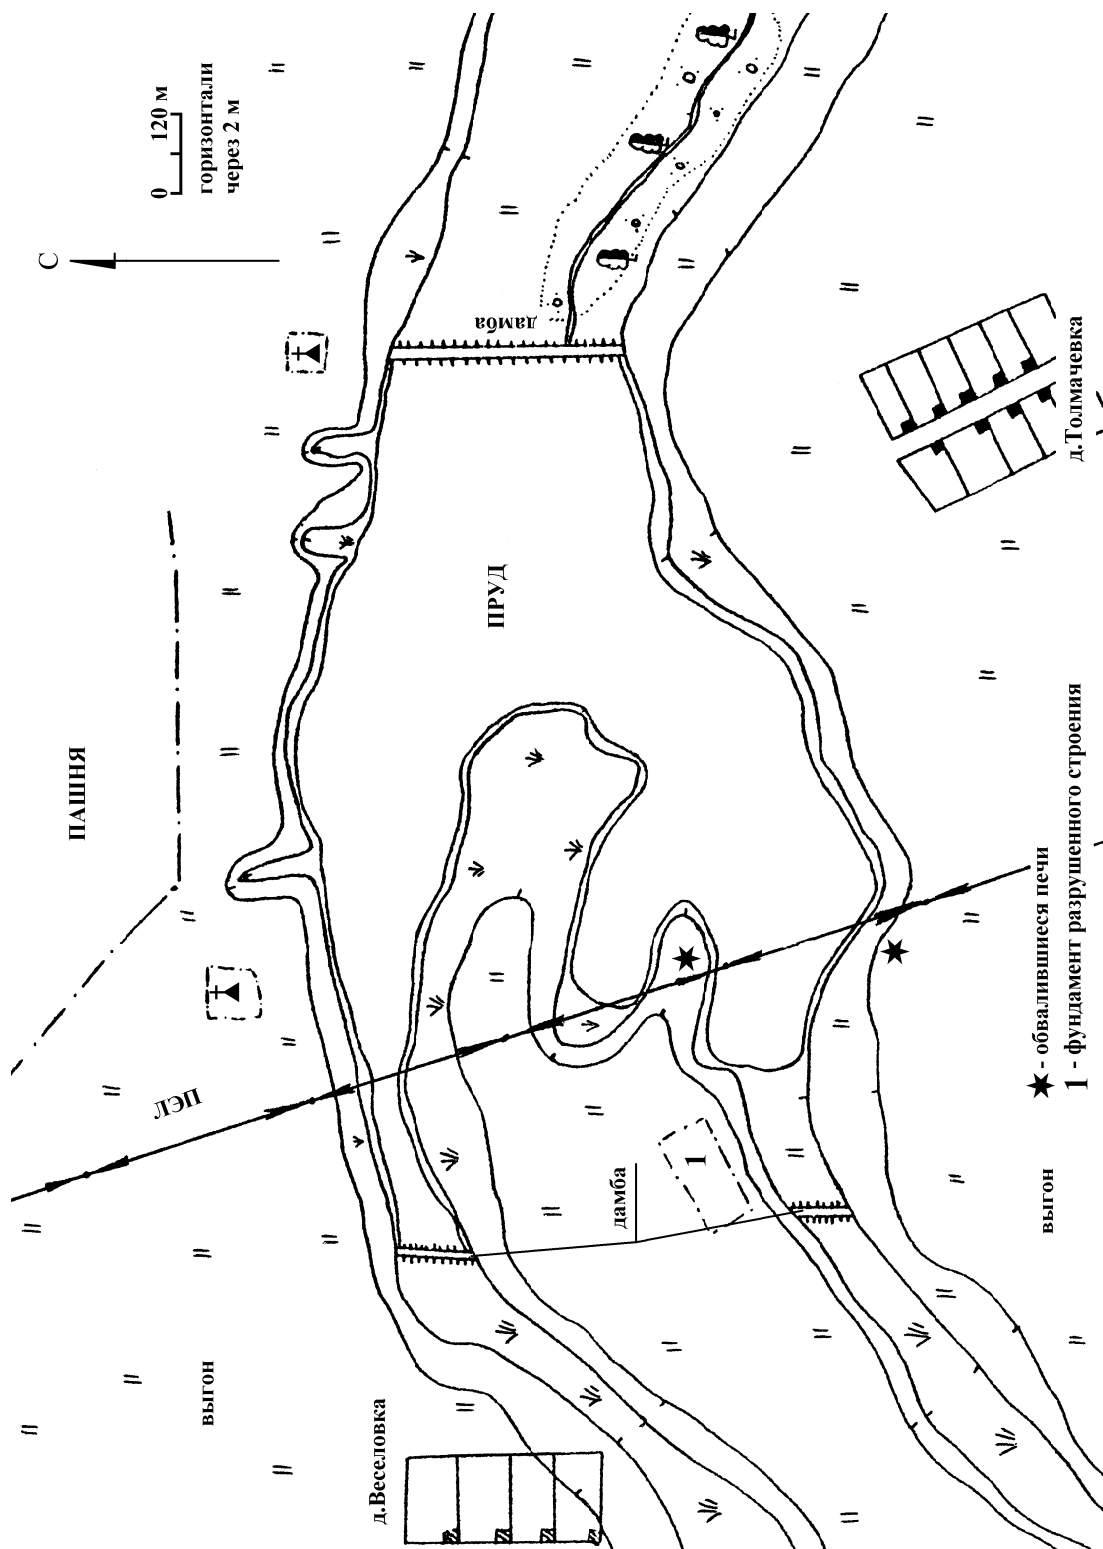 С
0 120 м
горизонтали
через 2 м
ПАШНЯ
ЛЭП
дамба
ПРУД
выгон
д.Веселовка
дамба
1
д.Толмачевка
выгон
- обвалившиеся печи
1 - фундамент разрушенного строения